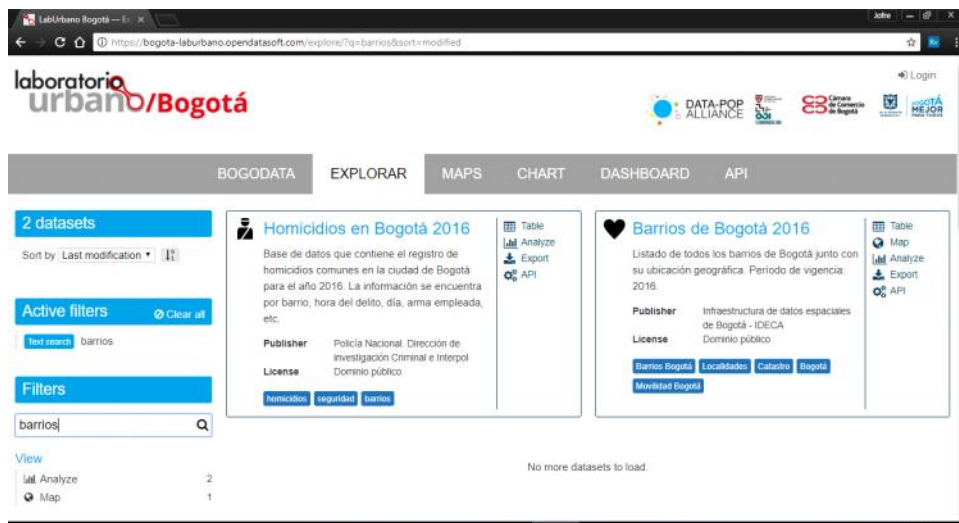 LabUrbano Bogotá — Ex
Jofre
https://bogota-laburbano.opendatasoft.com/explore/?q=barrios&sort=modified
laboratorio
urbano/Bogotá
Login
DATA-POP
ALLIANCE
Cámara
de Comercio
de Bogotá
BOGOTÁ
MEJOR
PARA TODOS
BOGODATA EXPLORAR MAPS CHART DASHBOARD API
2 datasets
Sort by Last modification
Active filters Clear all
Text search barrios
Filters
barrios
View
Analyze 2
Map 1
Homicidios en Bogotá 2016
Base de datos que contiene el registro de
homicidios comunes en la ciudad de Bogotá
para el año 2016. La información se encuentra
por barrio, hora del delito, día, arma empleada,
etc.
Publisher Policía Nacional. Dirección de
investigación Criminal e Interpol
License Dominio público
homicidios seguridad barrios
Table
Analyze
Export
API
Barrios de Bogotá 2016
Listado de todos los barrios de Bogotá junto con
su ubicación geográfica. Período de vigencia:
2016.
Publisher Infraestructura de datos espaciales
de Bogotá - IDECA
License Dominio público
Barrios Bogotá Localidades Catastro Bogotá
Movilidad Bogotá
Table
Map
Analyze
Export
API
No more datasets to load.